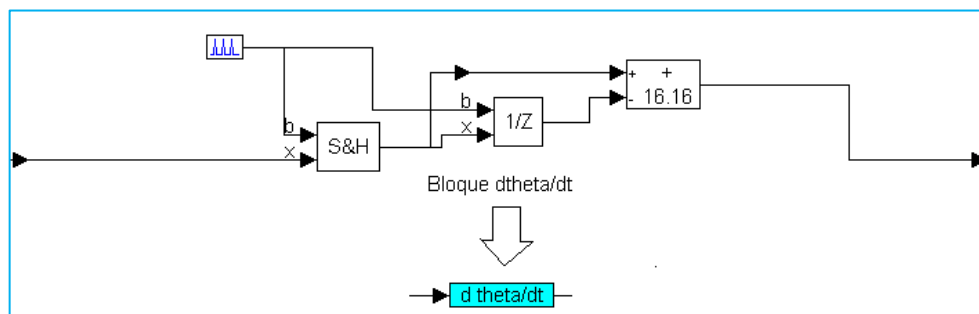 b
x
S&H
b
x
1/Z
+ +
- 16.16
Bloque dtheta/dt
d theta/dt